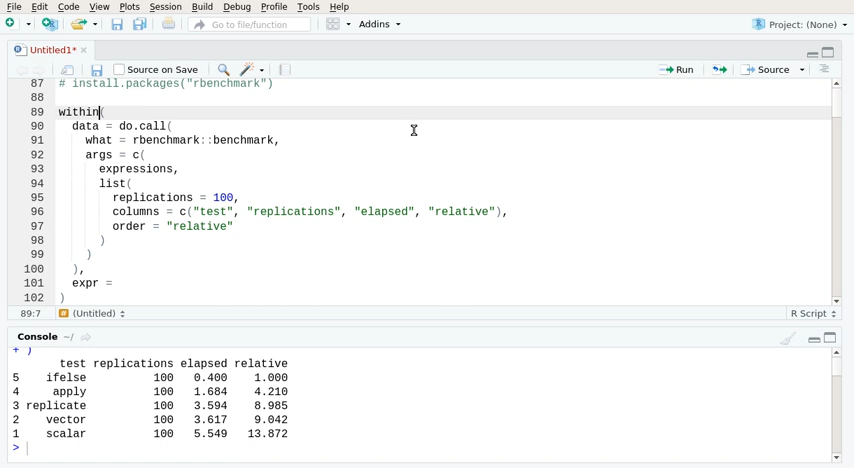 File Edit Code View Plots Session Build Debug Profile Tools Help
Go to file/function Addins Project: (None)
Untitled1*
Source on Save Run Source
87 # install.packages("rbenchmark")
88
89 within(
90 data = do.call(
91 what = rbenchmark::benchmark,
92 args = c(
93 expressions,
94 list(
95 replications = 100,
96 columns = c("test", "replications", "elapsed", "relative"),
97 order = "relative"
98 )
99 )
100 ),
101 expr =
102 )
89:7 # (Untitled) R Script
Console ~/
+ )
test replications elapsed relative
5 ifelse 100 0.400 1.000
4 apply 100 1.684 4.210
3 replicate 100 3.594 8.985
2 vector 100 3.617 9.042
1 scalar 100 5.549 13.872
>